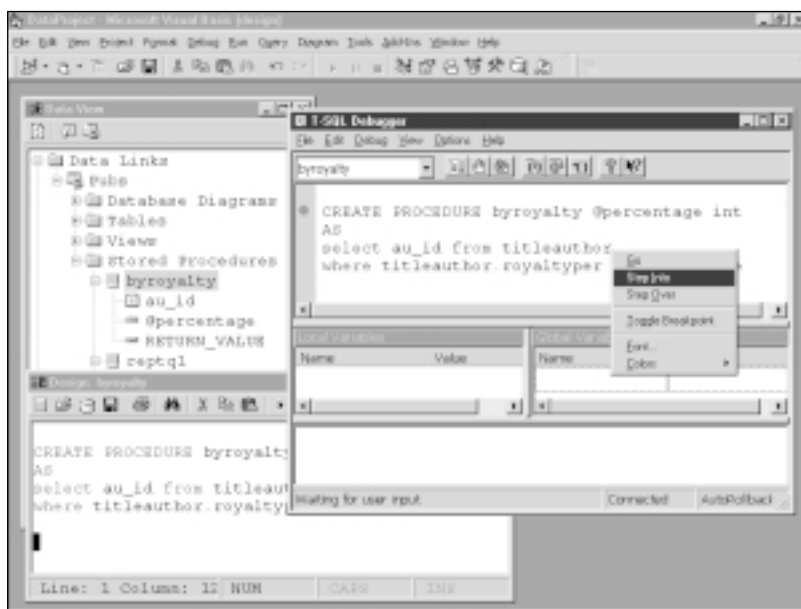 DataProject - Microsoft Visual Basic [design]
File Edit View Project Format Debug Run Query Diagram Tools Add-Ins Window Help
Data View
Data Links
Pubs
Database Diagrams
Tables
Views
Stored Procedures
byroyalty
au_id
@percentage
RETURN_VALUE
reptq1
T-SQL Debugger
File Edit Debug View Options Help
byroyalty
CREATE PROCEDURE byroyalty @percentage int
AS
select au_id from titleauthor
where titleauthor.royaltyper
Go
Step Into
Step Over
Toggle Breakpoint
Font...
Colors
Local Variables
Name Value
Global Varia
Name
Waiting for user input
Connected
AutoRollback
Design: byroyalty
CREATE PROCEDURE byroyalty
AS
select au_id from titleaut
where titleauthor.royaltyp
Line: 1 Column: 12 NUM CAPS INS